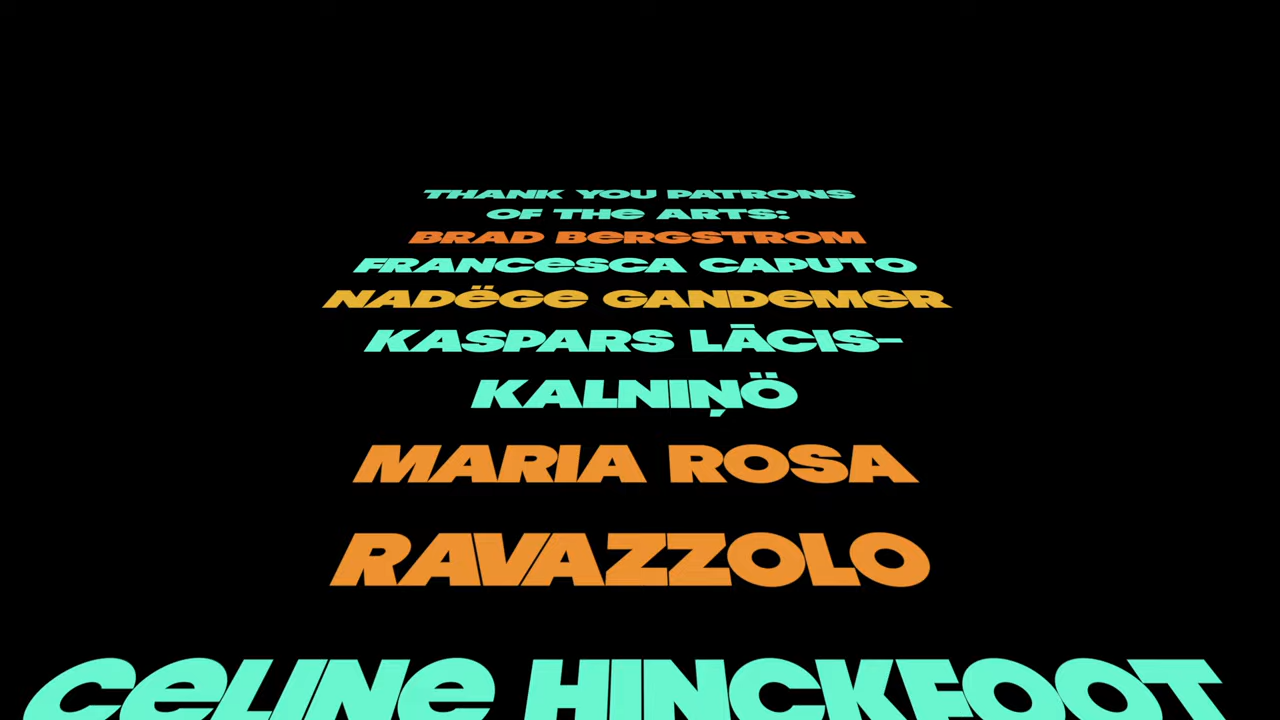 THANK YOU PATRONS
OF THe ARTS:
BRAD BeRGSTROM
FRANCeSCA CAPUTO
NADËGe GANDeMeR
KASPARS LĀCIS-
KALNIŅÖ
MARIA ROSA
RAVAZZOLO
CeLINe HINCKFOOT